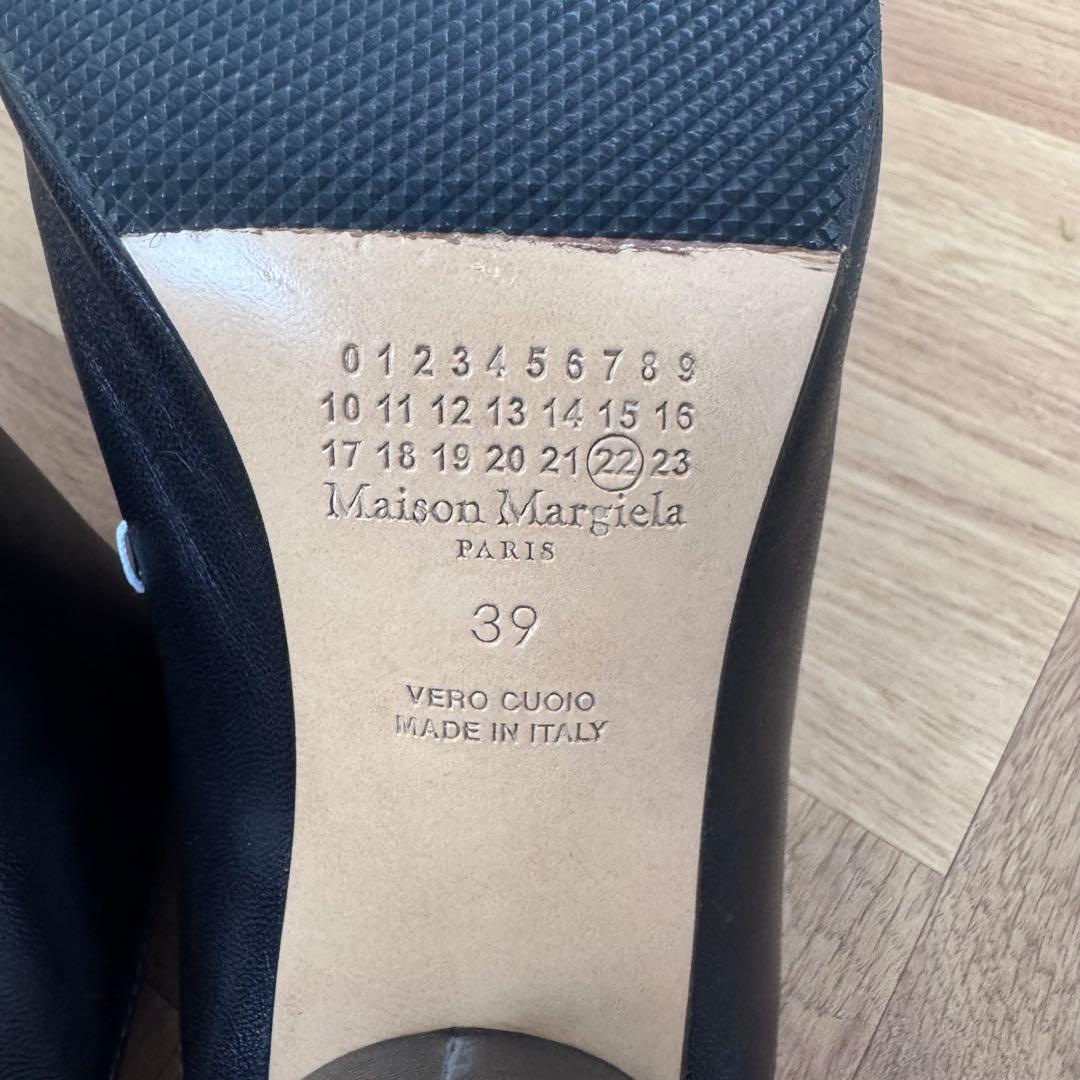 0 1 2 3 4 5 6 7 8 9
10 11 12 13 14 15 16
17 18 19 20 21 22 23
Maison Margiela
PARIS
39
VERO CUOIO
MADE IN ITALY